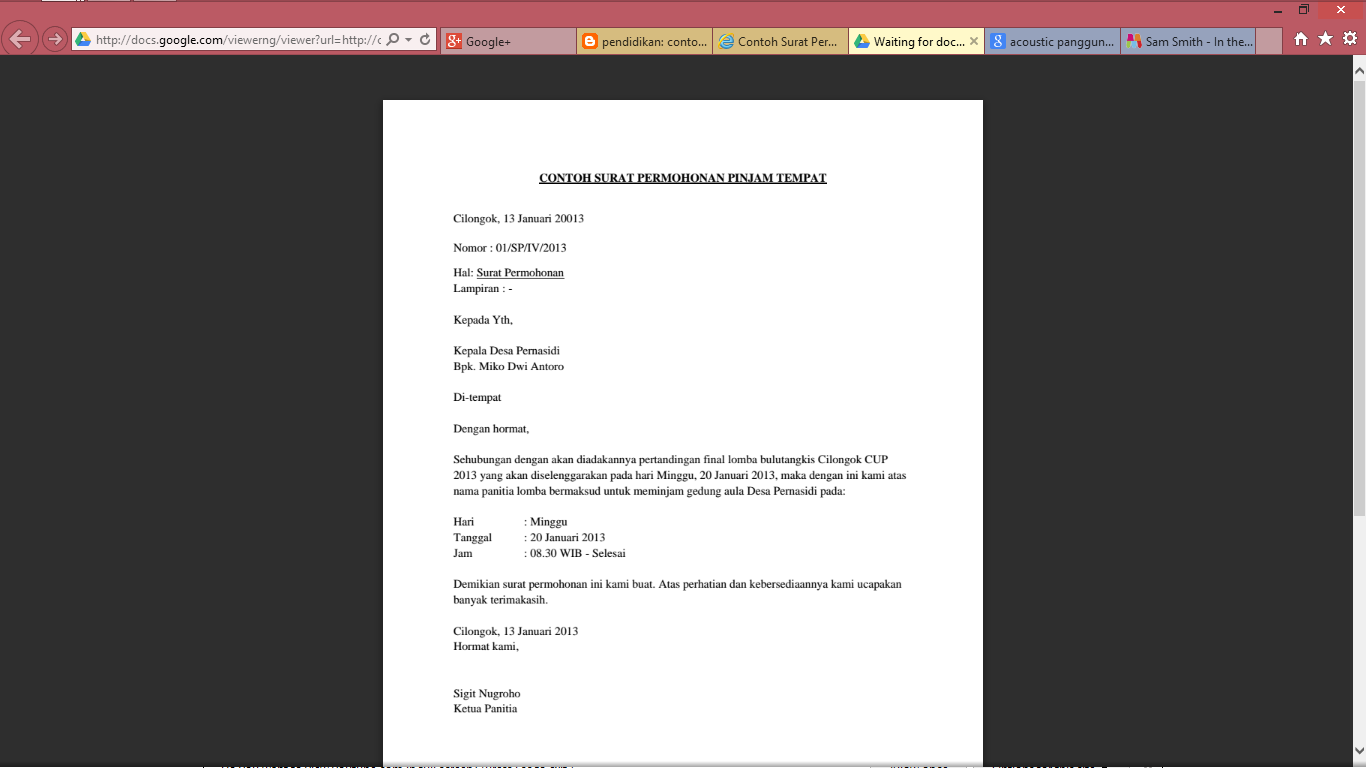 http://docs.google.com/viewerng/viewer?url=http://c
Google+
pendidikan: conto...
Contoh Surat Per...
Waiting for doc...
acoustic panggun...
Sam Smith - In the...
CONTOH SURAT PERMOHONAN PINJAM TEMPAT
Cilongok, 13 Januari 20013
Nomor : 01/SP/IV/2013
Hal: Surat Permohonan
Lampiran : -
Kepada Yth,
Kepala Desa Pernasidi
Bpk. Miko Dwi Antoro
Di-tempat
Dengan hormat,
Sehubungan dengan akan diadakannya pertandingan final lomba bulutangkis Cilongok CUP
2013 yang akan diselenggarakan pada hari Minggu, 20 Januari 2013, maka dengan ini kami atas
nama panitia lomba bermaksud untuk meminjam gedung aula Desa Pernasidi pada:
Hari : Minggu
Tanggal : 20 Januari 2013
Jam : 08.30 WIB - Selesai
Demikian surat permohonan ini kami buat. Atas perhatian dan kebersediaannya kami ucapakan
banyak terimakasih.
Cilongok, 13 Januari 2013
Hormat kami,
Sigit Nugroho
Ketua Panitia